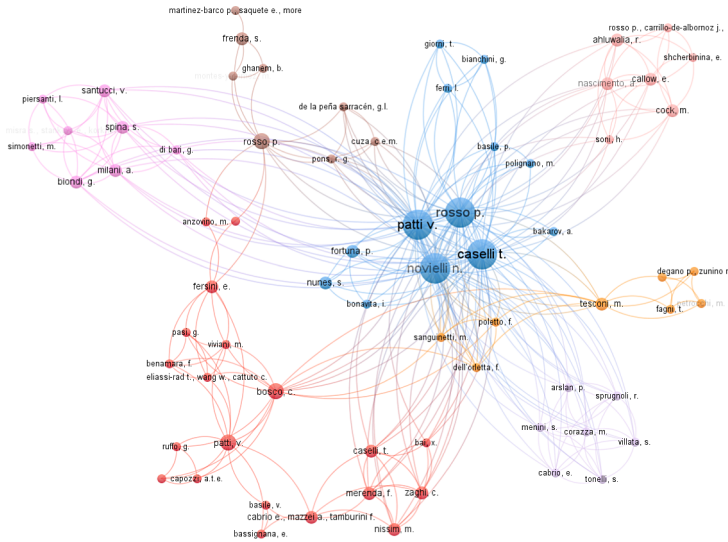 martinez-barco p., saquete e., more
rosso p., carrillo-de-albornoz j.,
frenda, s.
giorni, t.
ahluwalia, r.
bianchini, g.
shcherbinina, e.
ghanem, b.
callow, e.
nascimento, a.
santucci, v.
ferri, l.
piersanti, l.
de la peña sarracén, g.l.
cock, m.
spina, s.
rosso, p.
cuza, c.e.m.
soni, h.
simonetti, m.
di bari, g.
basile, p.
pons, r. g.
polignano, m.
milani, a.
biondi, g.
rosso p.
anzovino, m.
patti v.
bakarov, a.
fortuna, p.
caselli t.
novielli n.
degano p., zunino r
nunes, s.
fersini, e.
bonavita, i.
tesconi, m.
fagni, t.
poletto, f.
pasi, g.
sanguinetti, m.
viviani, m.
benamara, f.
dell'orletta, f.
eliassi-rad t., wang w., cattuto c.
arslan, p.
bosco, c.
sprugnoli, r.
menini, s.
corazza, m.
patti, v.
bai, x.
villata, s.
ruffo, g.
caselli, t.
cabrio, e.
capozzi, a.t.e.
tonelli, s.
merenda, f.
zaghi, c.
basile, v.
cabrio e., mazzei a., tamburini f.
nissim, m.
bassignana, e.